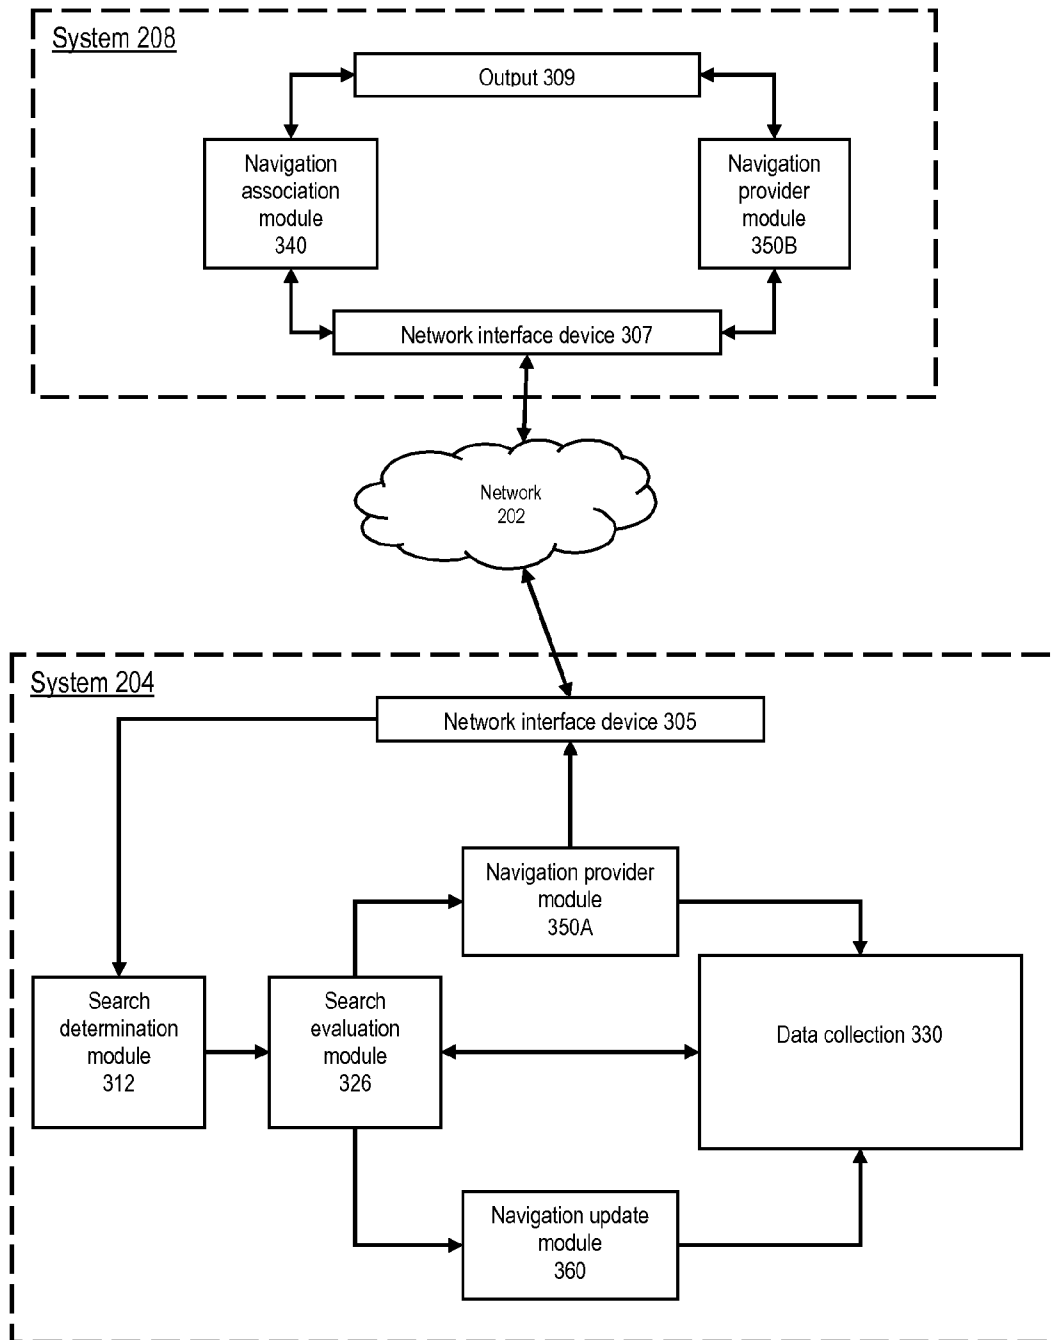 System 208
Output 309
Navigation
association
module
340
Navigation
provider
module
350B
Network interface device 307
Network
202
System 204
Network interface device 305
Navigation provider
module
350A
Search
determination
module
312
Search
evaluation
module
326
Data collection 330
Navigation update
module
360